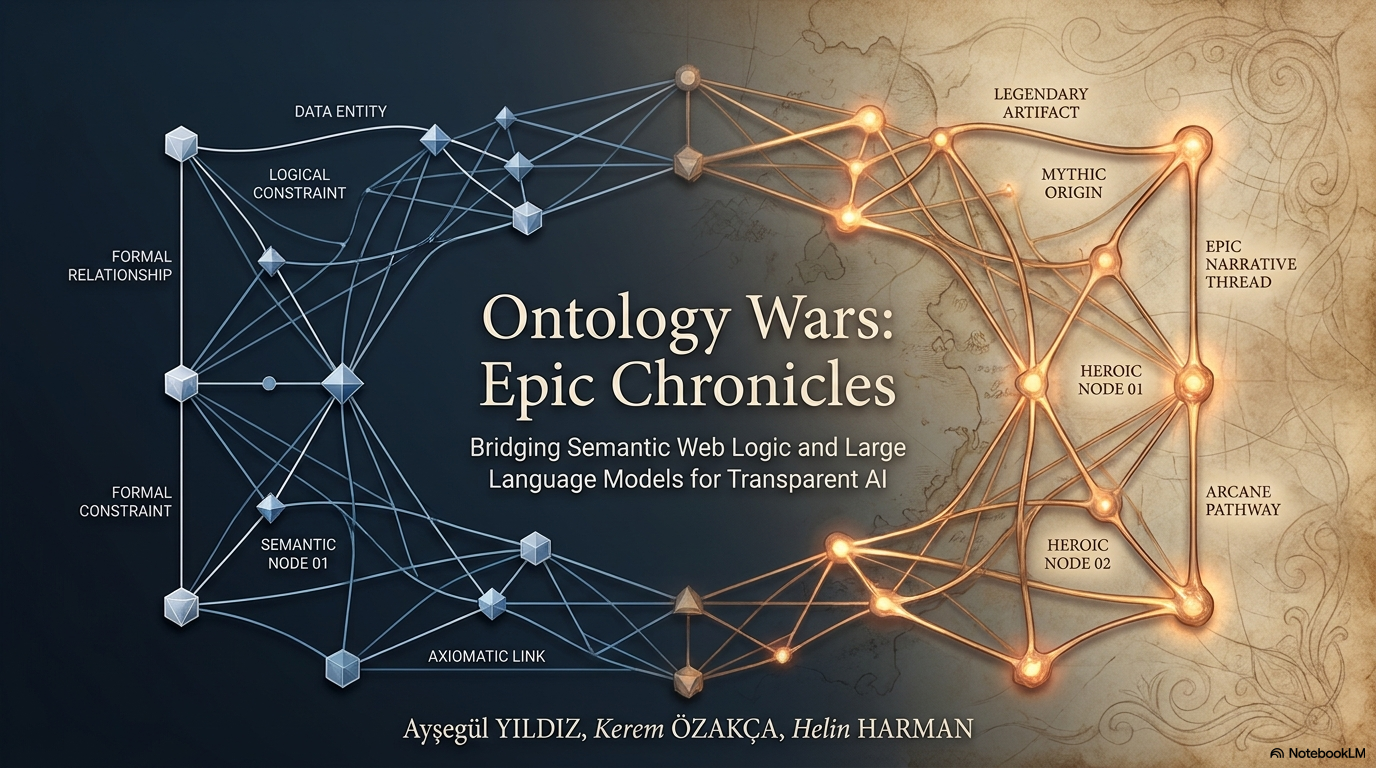 DATA ENTITY
LOGICAL
CONSTRAINT
FORMAL
RELATIONSHIP
FORMAL
CONSTRAINT
SEMANTIC
NODE 01
AXIOMATIC LINK
Ontology Wars:
Epic Chronicles
Bridging Semantic Web Logic and Large
Language Models for Transparent AI
LEGENDARY
ARTIFACT
MYTHIC
ORIGIN
EPIC
NARRATIVE
THREAD
HEROIC
NODE 01
ARCANE
PATHWAY
HEROIC
NODE 02
Ayşegül YILDIZ, Kerem ÖZAKÇA, Helin HARMAN
NotebookLM